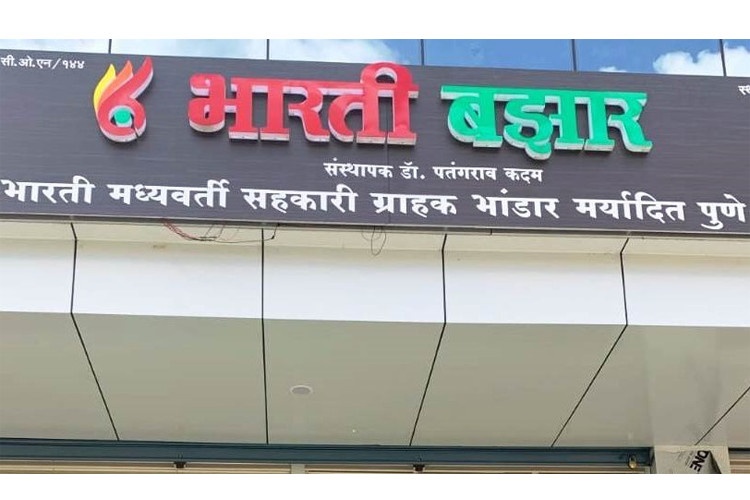 सी.ओ.एन/१४४
भारती बझार
संस्थापक डॉ. पतंगराव कदम
भारती मध्यवर्ती सहकारी ग्राहक भांडार मर्यादित पुणे